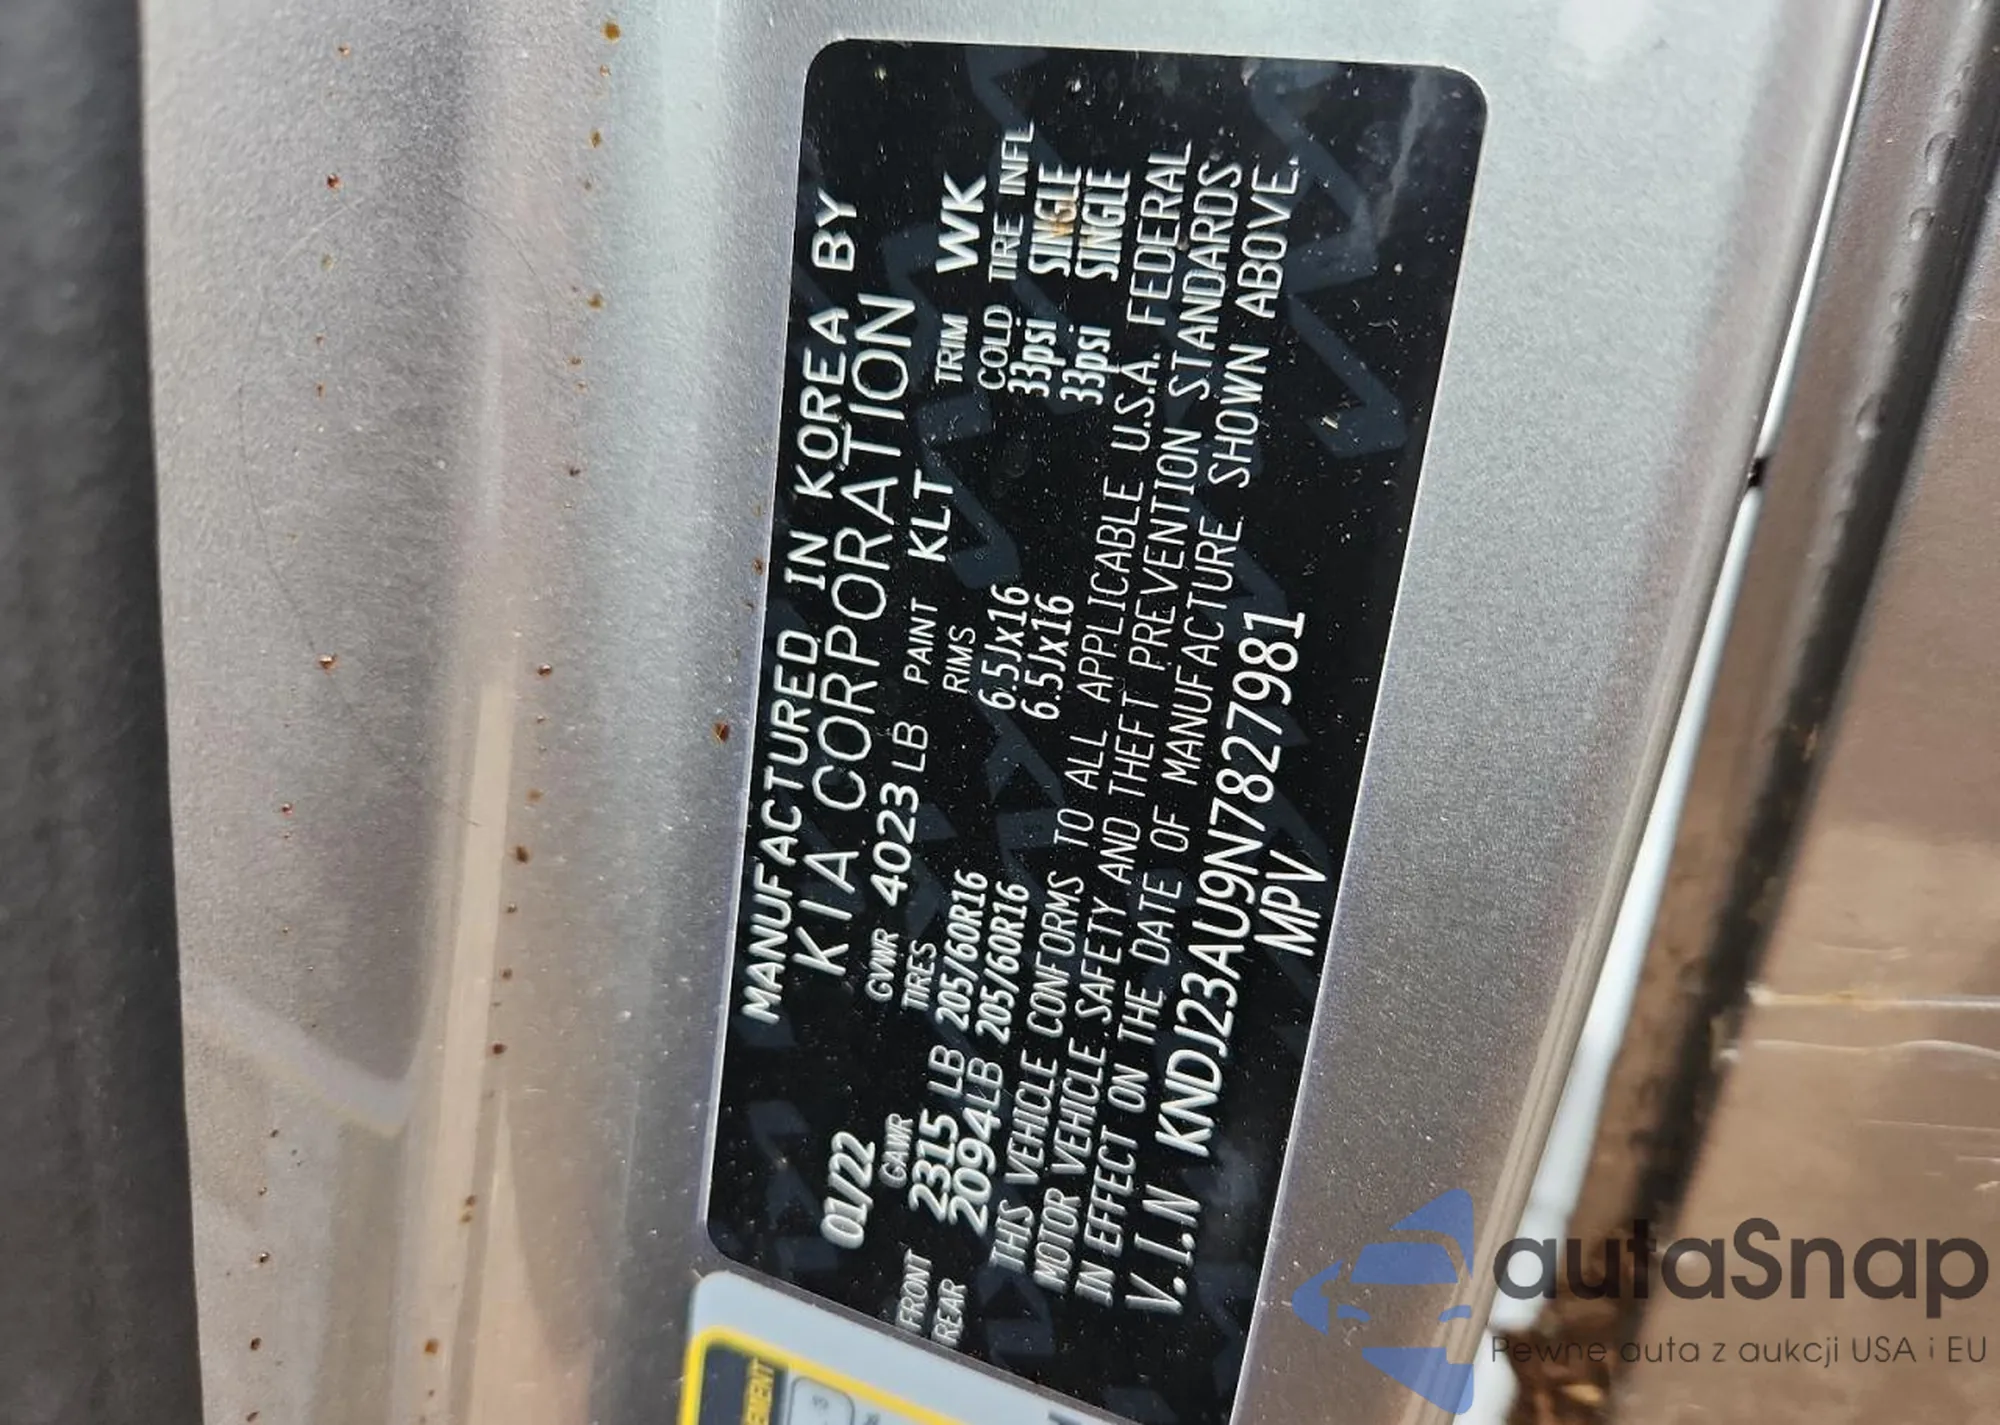 MANUFACTURED IN KOREA BY
KIA CORPORATION
01/22 GVWR 4023 LB PAINT KLT TRIM WK
GAWR TIRES RIMS COLD TIRE INFL
FRONT 2315 LB 205/60R16 6.5Jx16 33psi SINGLE
REAR 2094LB 205/60R16 6.5Jx16 33psi SINGLE
THIS VEHICLE CONFORMS TO ALL APPLICABLE U.S.A. FEDERAL
MOTOR VEHICLE SAFETY AND THEFT PREVENTION STANDARDS
IN EFFECT ON THE DATE OF MANUFACTURE SHOWN ABOVE.
V.I.N KNDJ23AU9N7827981
MPV
autaSnap
Pewne auta z aukcji USA i EU